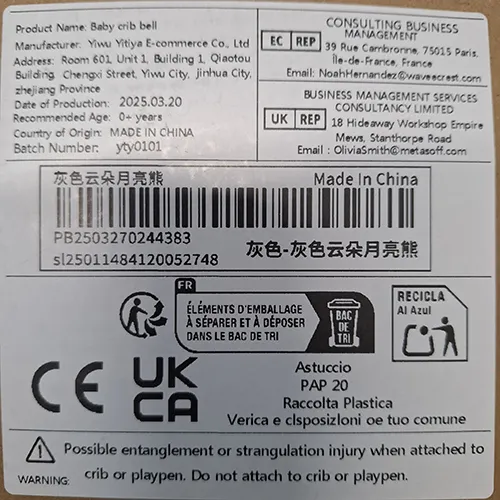 Product Name: Baby crib bell
Manufacturer: Yiwu Yitiya E-commerce Co., Ltd
Address: Room 601, Unit 1, Building 1, Qiaotou
Building, Chengxi Street, Yiwu City, jinhua City,
zhejiang Province
Date of Production: 2025.03.20
Recommended Age: 0+ years
Country of Origin: MADE IN CHINA
Batch Number: yty0101
CONSULTING BUSINESS
MANAGEMENT
EC REP
39 Rue Cambronne, 75015 Paris,
Île-de-France, France
Email: NoahHernandez@waveecrest.com
BUSINESS MANAGEMENT SERVICES
CONSULTANCY LIMITED
UK REP
18 Hideaway Workshop Empire
Mews, Stanthorpe Road
Email : OliviaSmith@metasoff.com
灰色云朵月亮熊 Made In China
PB2503270244383
sl25011484120052748
灰色-灰色云朵月亮熊
FR
ÉLÉMENTS D'EMBALLAGE
À SÉPARER ET À DÉPOSER
DANS LE BAC DE TRI
BAC
DE
TRI
RECICLA
Al Azul
CE
UK
CA
Astuccio
PAP 20
Raccolta Plastica
Verica e clsposizloni oe tuo comune
WARNING:
Possible entanglement or strangulation injury when attached to
crib or playpen. Do not attach to crib or playpen.